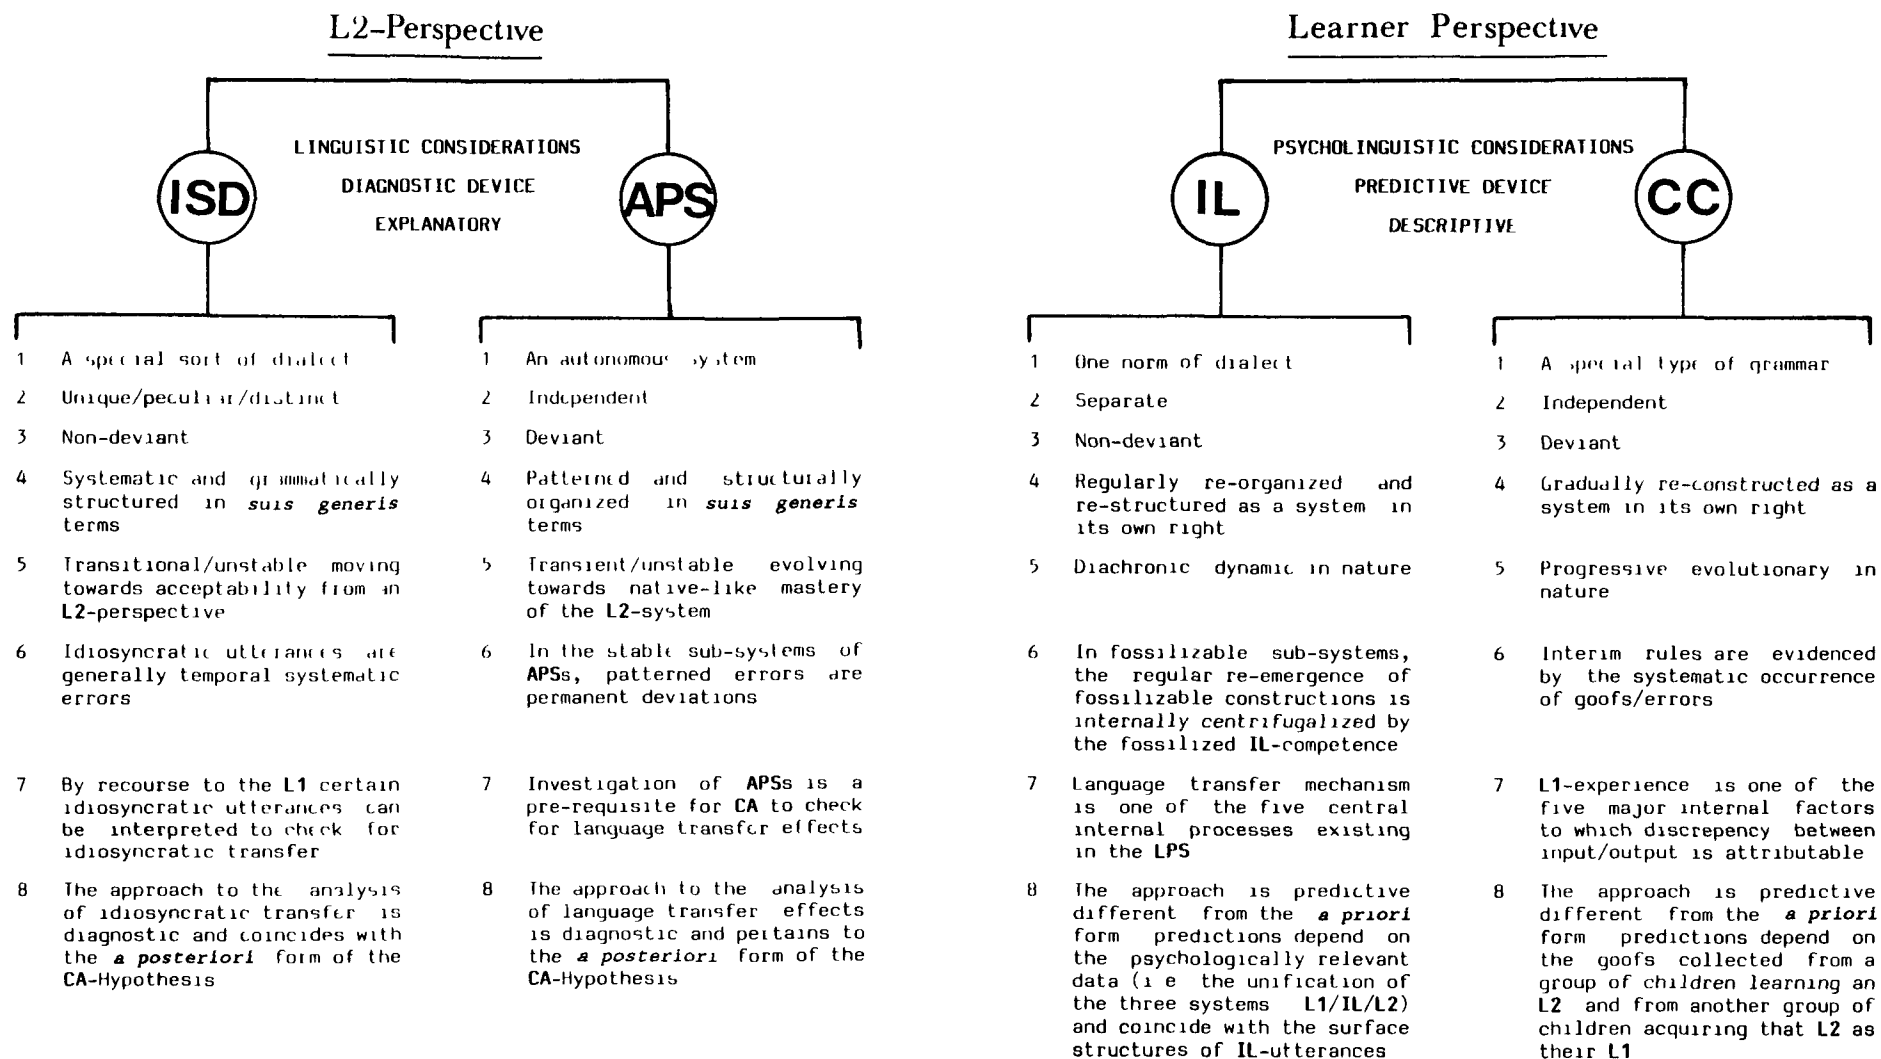 L2-Perspective
LINGUISTIC CONSIDERATIONS
DIAGNOSTIC DEVICE
EXPLANATORY
ISD
APS
1 A special sort of dialect
2 Unique/peculiar/distinct
3 Non-deviant
4 Systematic and grammatically
structured in suis generis
terms
5 Transitional/unstable moving
towards acceptability from an
L2-perspective
6 Idiosyncratic utterances are
generally temporal systematic
errors
7 By recourse to the L1 certain
idiosyncratic utterances can
be interpreted to check for
idiosyncratic transfer
8 The approach to the analysis
of idiosyncratic transfer is
diagnostic and coincides with
the a posteriori form of the
CA-Hypothesis
1 An autonomous system
2 Independent
3 Deviant
4 Patterned and structurally
organized in suis generis
terms
5 Transient/unstable evolving
towards native-like mastery
of the L2-system
6 In the stable sub-systems of
APSs, patterned errors are
permanent deviations
7 Investigation of APSs is a
pre-requisite for CA to check
for language transfer effects
8 The approach to the analysis
of language transfer effects
is diagnostic and pertains to
the a posteriori form of the
CA-Hypothesis
Learner Perspective
PSYCHOLINGUISTIC CONSIDERATIONS
PREDICTIVE DEVICE
DESCRIPTIVE
IL
CC
1 One norm of dialect
2 Separate
3 Non-deviant
4 Regularly re-organized and
re-structured as a system in
its own right
5 Diachronic dynamic in nature
6 In fossilizable sub-systems,
the regular re-emergence of
fossilizable constructions is
internally centrifugalized by
the fossilized IL-competence
7 Language transfer mechanism
is one of the five central
internal processes existing
in the LPS
8 The approach is predictive
different from the a priori
form predictions depend on
the psychologically relevant
data (i e the unification of
the three systems L1/IL/L2)
and coincide with the surface
structures of IL-utterances
1 A special type of grammar
2 Independent
3 Deviant
4 Gradually re-constructed as a
system in its own right
5 Progressive evolutionary in
nature
6 Interim rules are evidenced
by the systematic occurrence
of goofs/errors
7 L1-experience is one of the
five major internal factors
to which discrepency between
input/output is attributable
8 The approach is predictive
different from the a priori
form predictions depend on
the goofs collected from a
group of children learning an
L2 and from another group of
children acquiring that L2 as
their L1